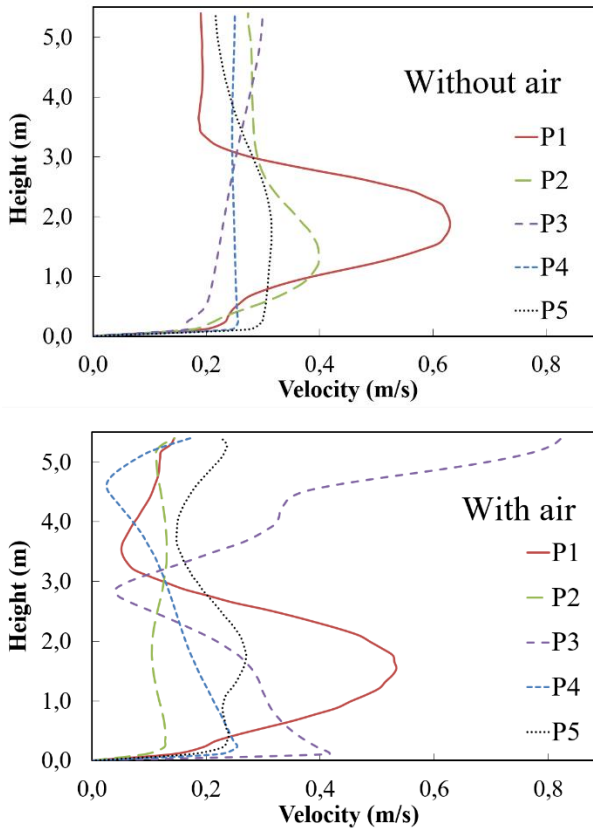 5,0
4,0
3,0
2,0
1,0
0,0
Height (m)
Without air
P1
P2
P3
P4
P5
0,0 0,2 0,4 0,6 0,8
Velocity (m/s)
5,0
4,0
3,0
2,0
1,0
0,0
Height (m)
With air
P1
P2
P3
P4
P5
0,0 0,2 0,4 0,6 0,8
Velocity (m/s)